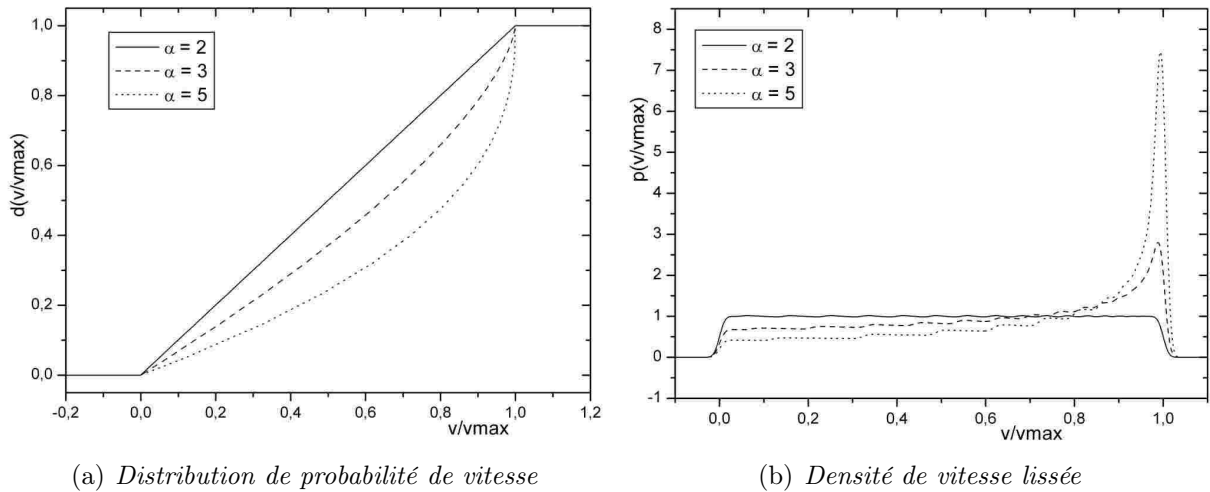 1,0
0,8
0,6
0,4
0,2
0,0
d(v/vmax)
α = 2
α = 3
α = 5
-0,2 0,0 0,2 0,4 0,6 0,8 1,0 1,2
v/vmax
(a) Distribution de probabilité de vitesse
8
7
6
5
4
3
2
1
0
-1
p(v/vmax)
α = 2
α = 3
α = 5
0,0 0,2 0,4 0,6 0,8 1,0
v/vmax
(b) Densité de vitesse lissée